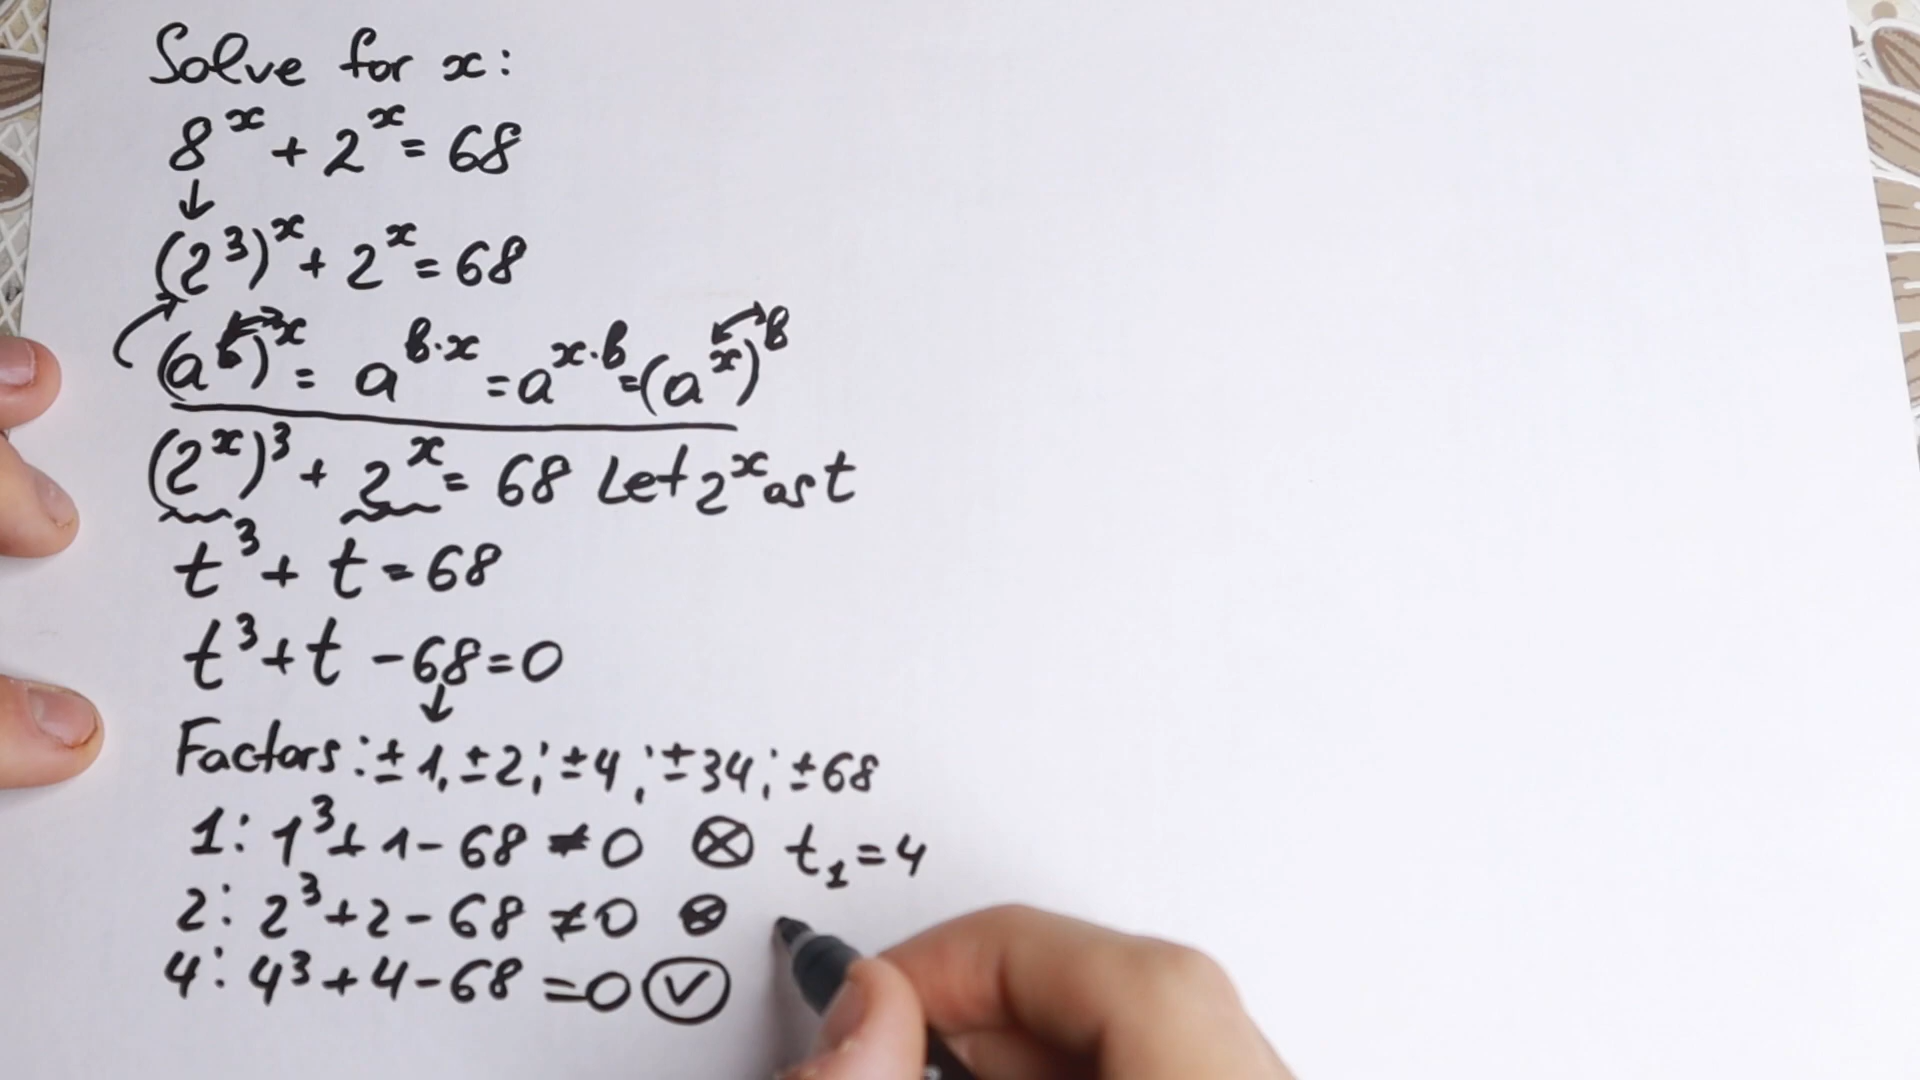 Solve for x:
8^x + 2^x = 68
↓
(2^3)^x + 2^x = 68
(a^b)^x = a^{b·x} = a^{x·b} = (a^x)^b
(2^x)^3 + 2^x = 68 Let 2^x as t
t^3 + t = 68
t^3 + t - 68 = 0
↓
Factors: ±1, ±2; ±4; ±34; ±68
1: 1^3 + 1 - 68 ≠ 0 ⊗ t_1 = 4
2: 2^3 + 2 - 68 ≠ 0 ⊗
4: 4^3 + 4 - 68 = 0 ✓